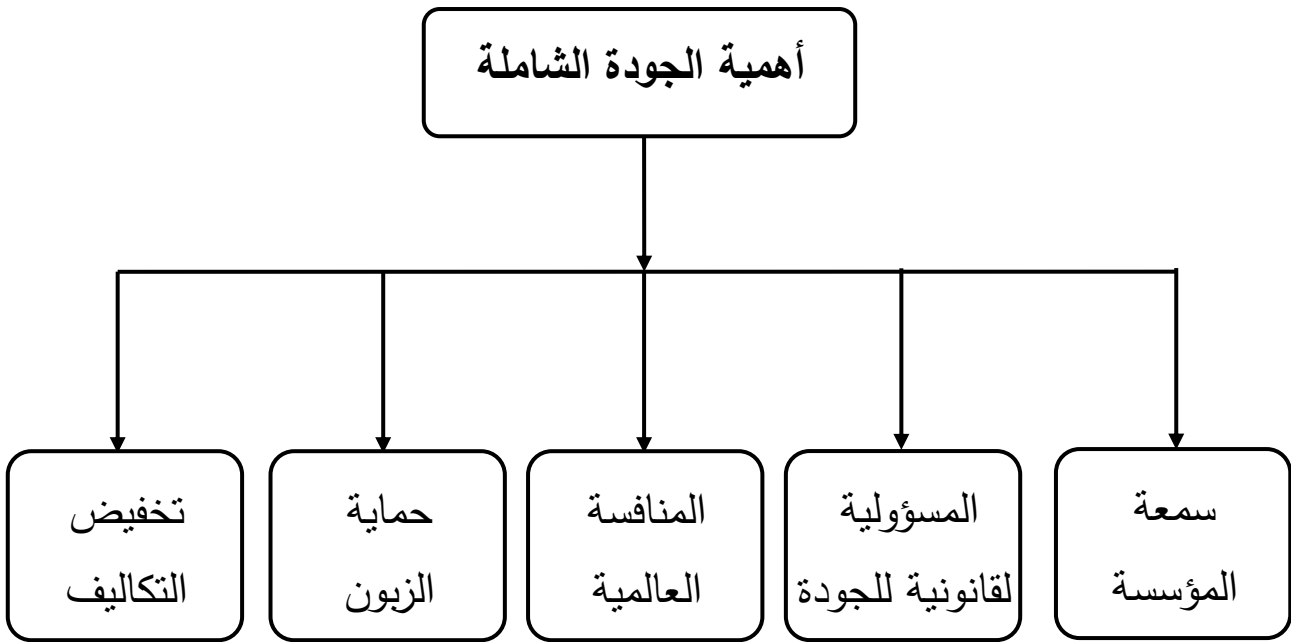 أهمية الجودة الشاملة
سمعة
المؤسسة
المسؤولية
لقانونية للجودة
المنافسة
العالمية
حماية
الزبون
تخفيض
التكاليف